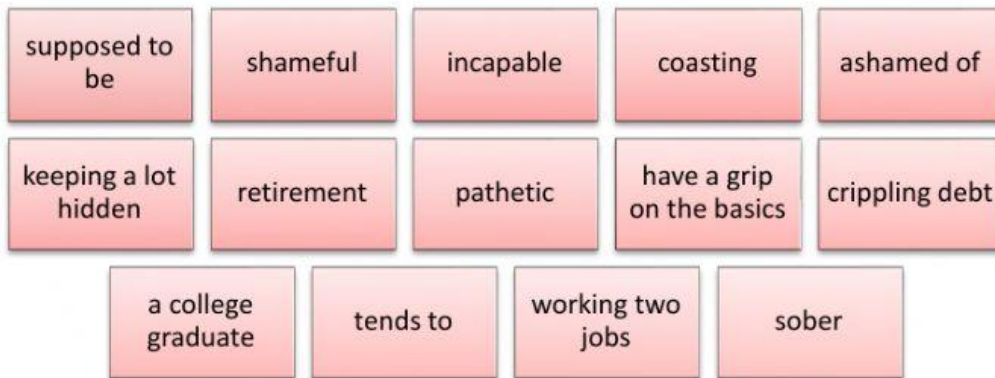 supposed to
be
shameful
incapable
coasting
ashamed of
keeping a lot
hidden
retirement
pathetic
have a grip
on the basics
crippling debt
a college
graduate
tends to
working two
jobs
sober